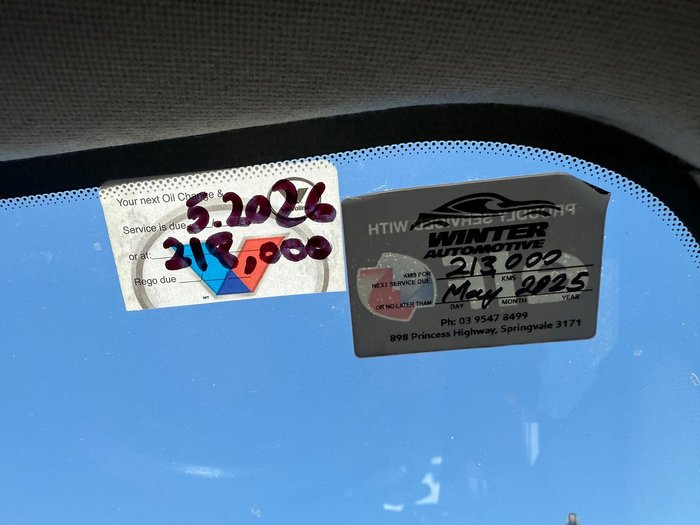 Your next Oil Change &
Service is due 5.2026
or at: 218,000
Rego due
PROUDLY SERVICED WITH
WINTER
AUTOMOTIVE
KMS FOR
NEXT SERVICE DUE 213000 KMS
OR NO LATER THAN May 2025
DAY MONTH YEAR
Ph: 03 9547 8499
898 Princess Highway, Springvale 3171